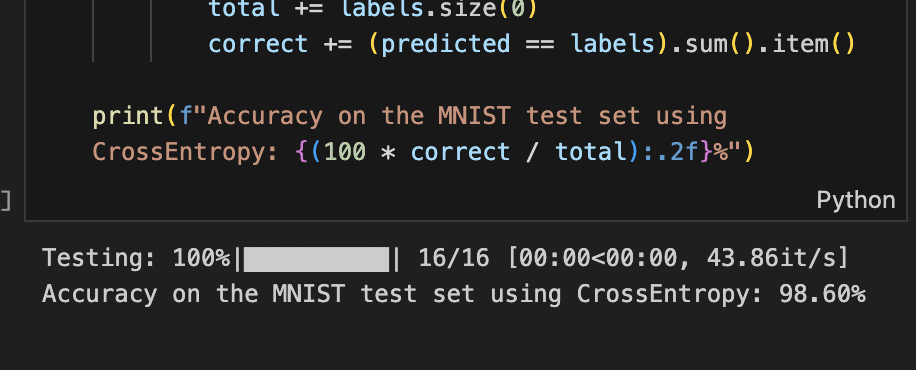 total += labels.size(0)
correct += (predicted == labels).sum().item()
print(f"Accuracy on the MNIST test set using
CrossEntropy: {(100 * correct / total):.2f}%")
]
Python
Testing: 100%|██████████| 16/16 [00:00<00:00, 43.86it/s]
Accuracy on the MNIST test set using CrossEntropy: 98.60%